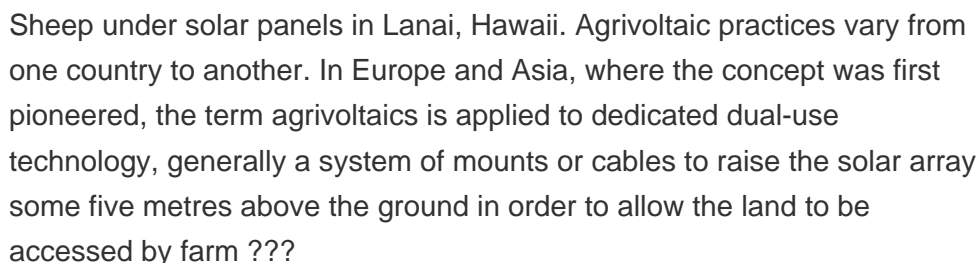 Sheep under solar panels in Lanai, Hawaii. Agrivoltaic practices vary from
one country to another. In Europe and Asia, where the concept was first
pioneered, the term agrivoltaics is applied to dedicated dual-use
technology, generally a system of mounts or cables to raise the solar array
some five metres above the ground in order to allow the land to be
accessed by farm ???